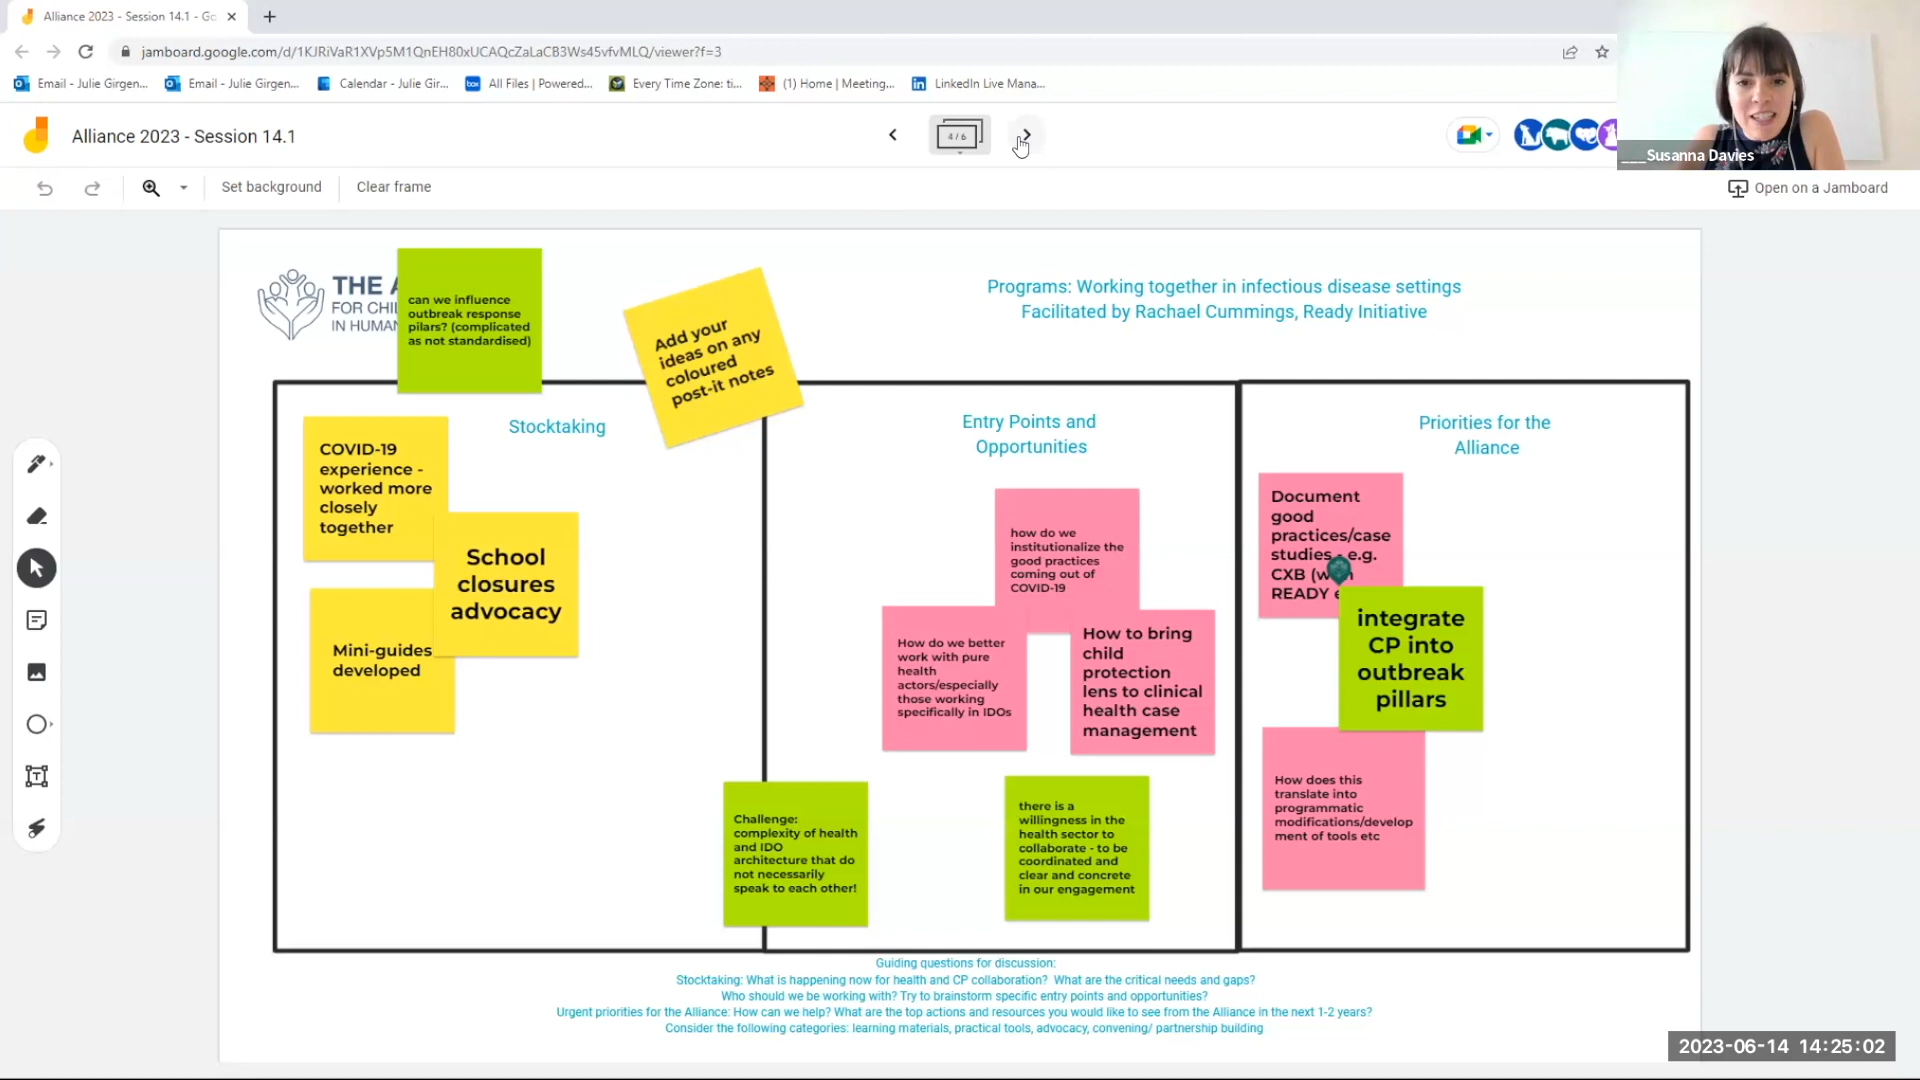 Alliance 2023 - Session 14.1 - Go
jamboard.google.com/d/1KJRiVaR1XVp5M1QnEH80xUCAQcZaLaCB3Ws45vfvMLQ/viewer?f=3
Email - Julie Girgen...
Email - Julie Girgen...
Calendar - Julie Gir...
box
All Files | Powered...
Every Time Zone: ti...
(1) Home | Meeting...
in
LinkedIn Live Mana...
Alliance 2023 - Session 14.1
4 / 6
___Susanna Davies
Set background
Clear frame
Open on a Jamboard
THE A
FOR CHI
IN HUMAN
can we influence
outbreak response
pilars? (complicated
as not standardised)
Add your
ideas on any
coloured
post-it notes
Programs: Working together in infectious disease settings
Facilitated by Rachael Cummings, Ready Initiative
Stocktaking
COVID-19
experience -
worked more
closely
together
School
closures
advocacy
Mini-guides
developed
Entry Points and
Opportunities
how do we
institutionalize the
good practices
coming out of
COVID-19
How do we better
work with pure
health
actors/especially
those working
specifically in IDOs
How to bring
child
protection
lens to clinical
health case
management
Challenge:
complexity of health
and IDO
architecture that do
not necessarily
speak to each other!
there is a
willingness in the
health sector to
collaborate - to be
coordinated and
clear and concrete
in our engagement
Priorities for the
Alliance
Document
good
practices/case
studies - e.g.
CXB
READY
integrate
CP into
outbreak
pillars
How does this
translate into
programmatic
modifications/develop
ment of tools etc
Guiding questions for discussion:
Stocktaking: What is happening now for health and CP collaboration? What are the critical needs and gaps?
Who should we be working with? Try to brainstorm specific entry points and opportunities?
Urgent priorities for the Alliance: How can we help? What are the top actions and resources you would like to see from the Alliance in the next 1-2 years?
Consider the following categories: learning materials, practical tools, advocacy, convening/ partnership building
2023-06-14 14:25:02